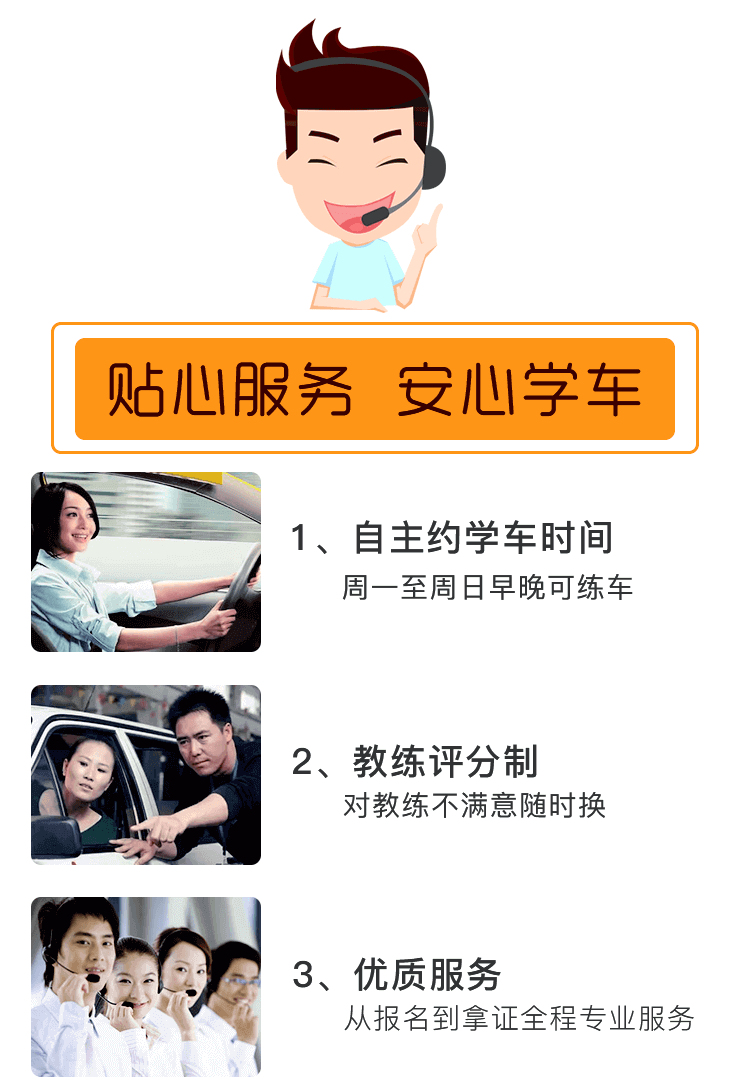 贴心服务 安心学车
1、自主约学车时间
周一至周日早晚可练车
2、教练评分制
对教练不满意随时换
3、优质服务
从报名到拿证全程专业服务